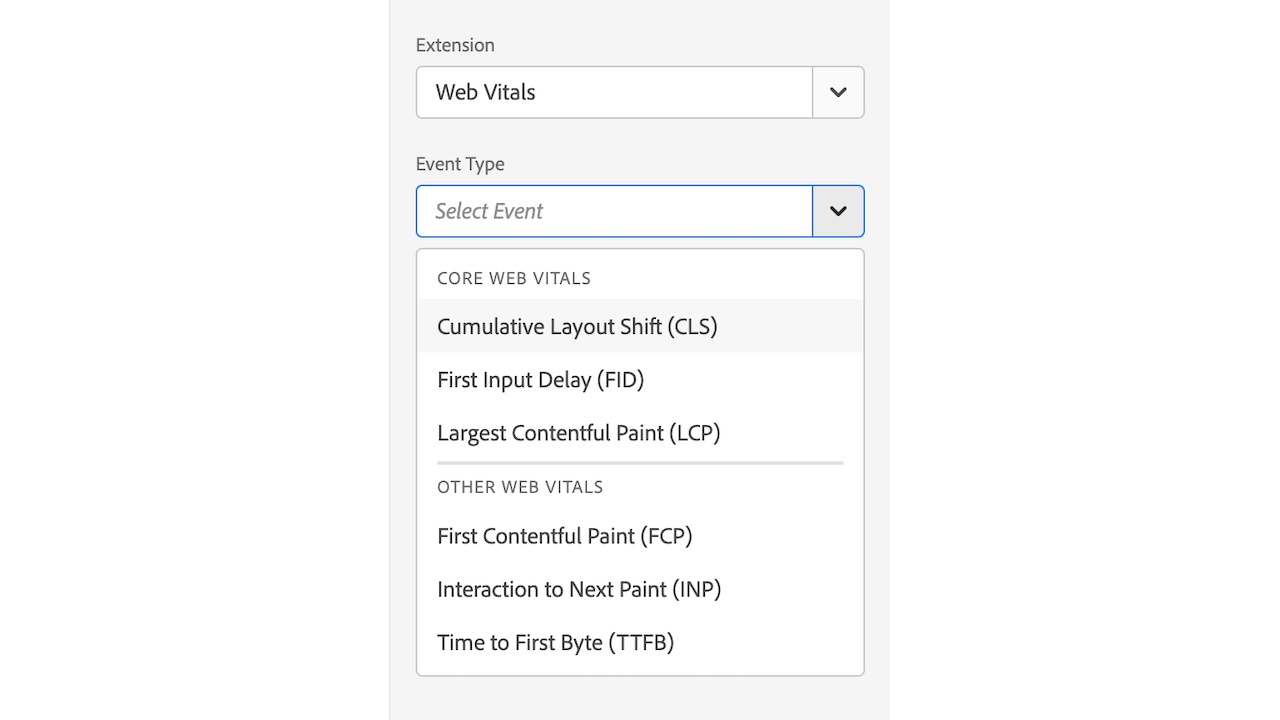 Extension
Web Vitals
Event Type
Select Event
CORE WEB VITALS
Cumulative Layout Shift (CLS)
First Input Delay (FID)
Largest Contentful Paint (LCP)
OTHER WEB VITALS
First Contentful Paint (FCP)
Interaction to Next Paint (INP)
Time to First Byte (TTFB)